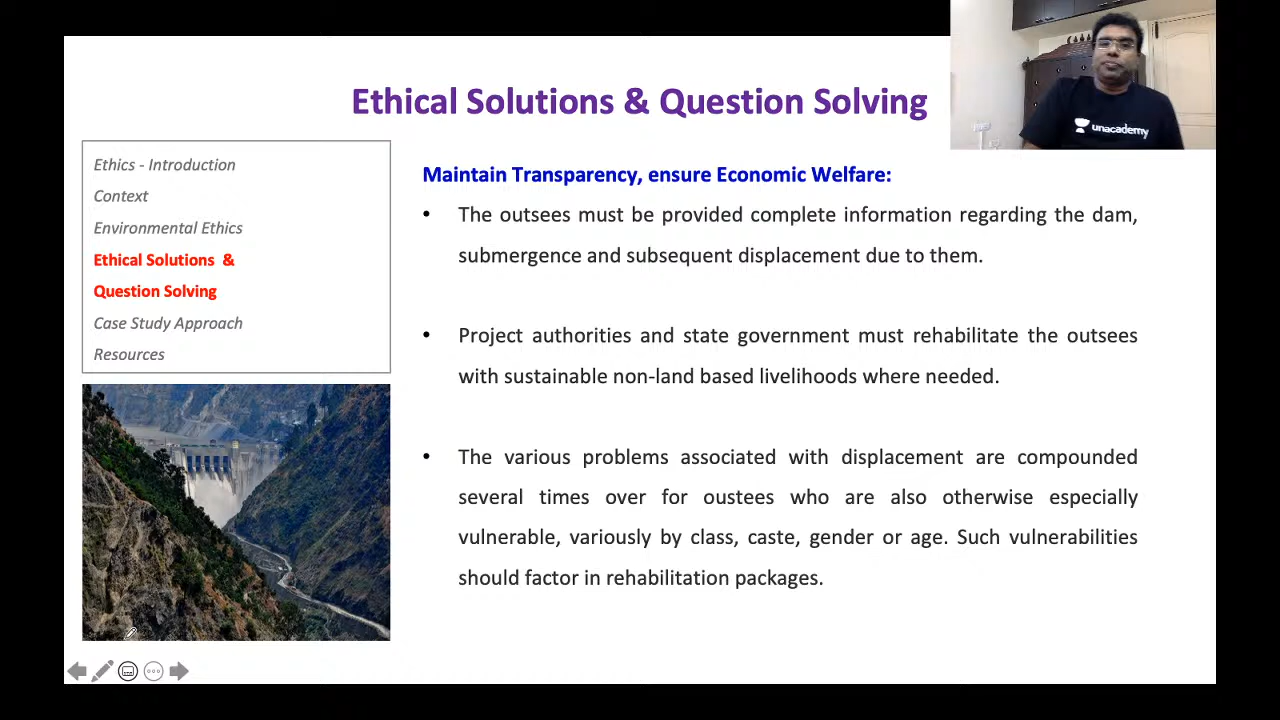 Ethical Solutions & Question Solving
unacademy
Ethics - Introduction
Context
Environmental Ethics
Ethical Solutions &
Question Solving
Case Study Approach
Resources
Maintain Transparency, ensure Economic Welfare:
• The outsees must be provided complete information regarding the dam,
submergence and subsequent displacement due to them.
• Project authorities and state government must rehabilitate the outsees
with sustainable non-land based livelihoods where needed.
• The various problems associated with displacement are compounded
several times over for oustees who are also otherwise especially
vulnerable, variously by class, caste, gender or age. Such vulnerabilities
should factor in rehabilitation packages.